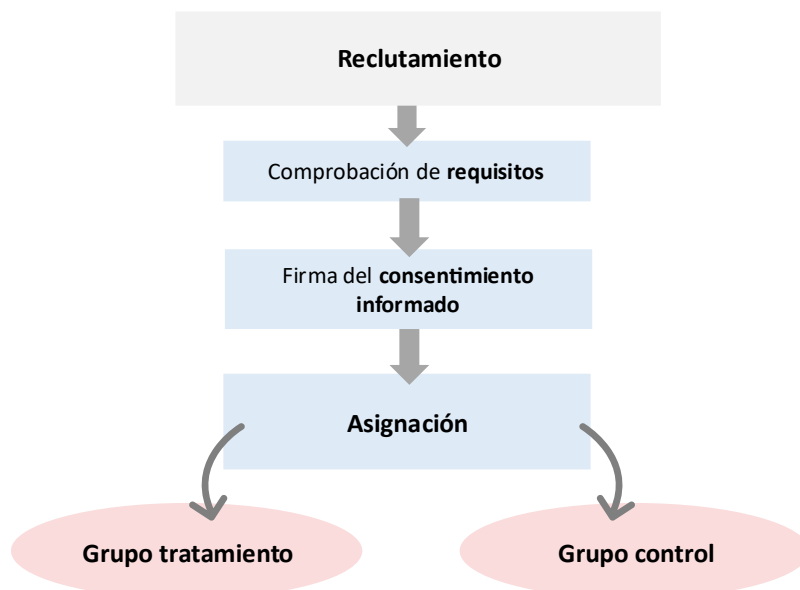 Reclutamiento
Comprobación de requisitos
Firma del consentimiento
informado
Asignación
Grupo tratamiento
Grupo control